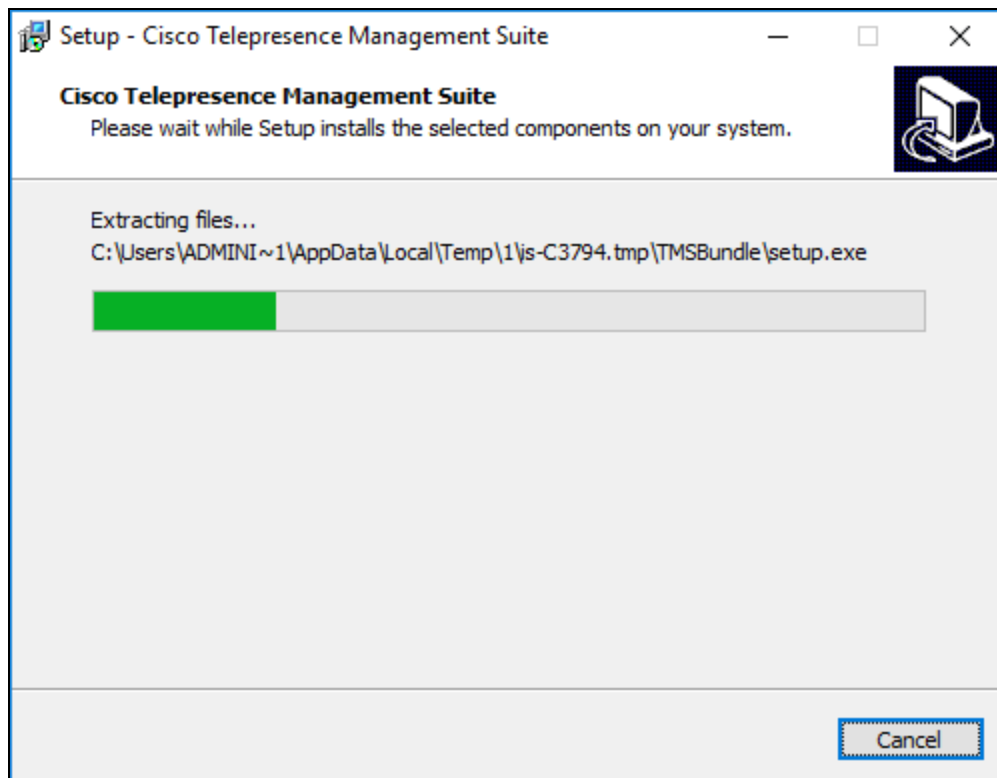 Setup - Cisco Telepresence Management Suite
Cisco Telepresence Management Suite
Please wait while Setup installs the selected components on your system.
Extracting files...
C:\Users\ADMINI~1\AppData\Local\Temp\1\is-C3794.tmp\TMSBundle\setup.exe
Cancel